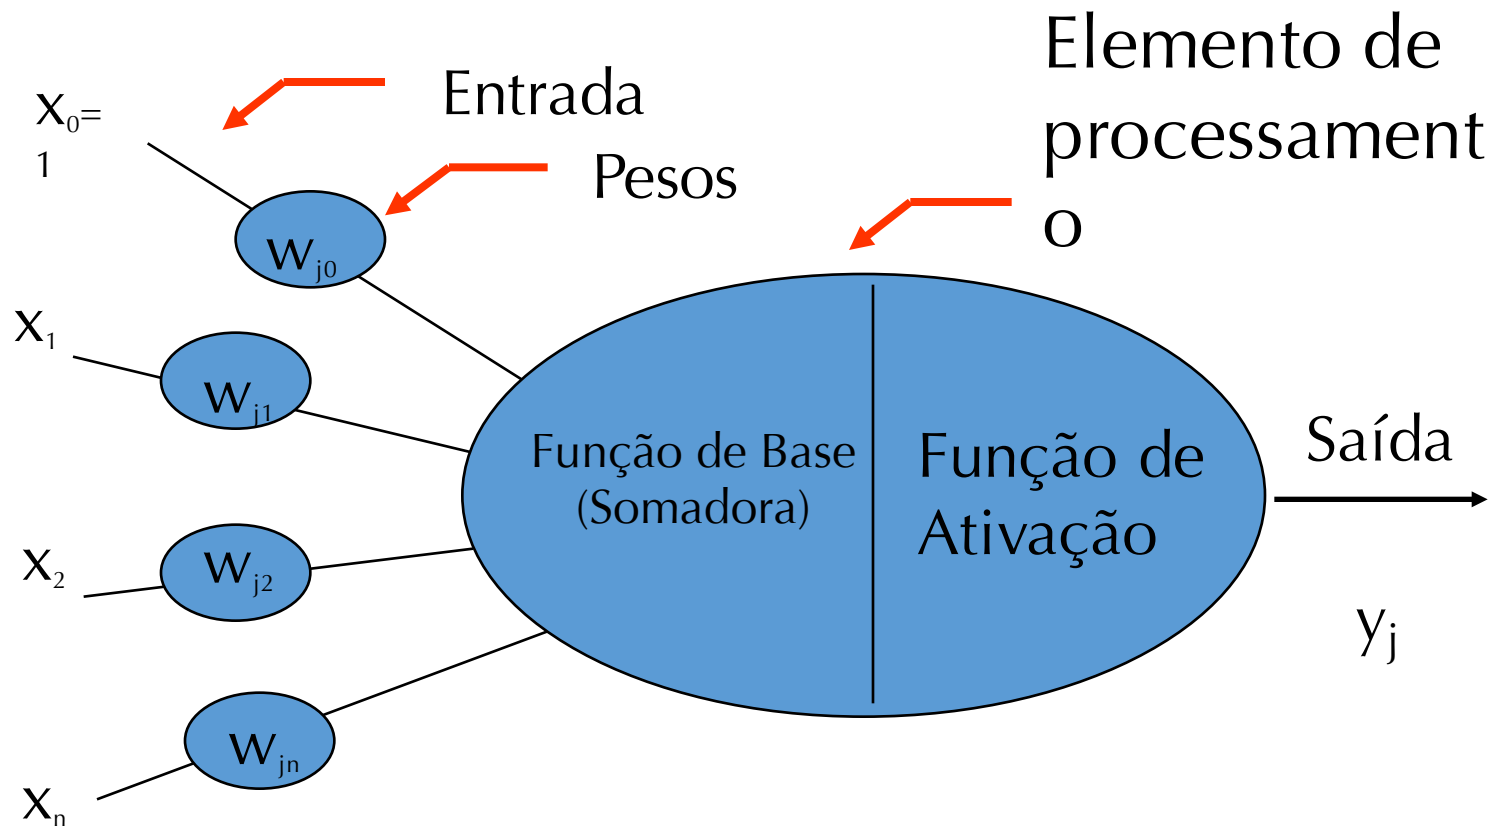 Elemento de
processament
o
Entrada
Pesos
x0=
1
wj0
x1
wj1
Função de Base
(Somadora)
Função de
Ativação
Saída
x2
wj2
yj
wjn
xn